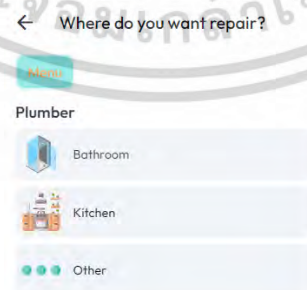 Where do you want repair?
Menu
Plumber
Bathroom
Kitchen
Other